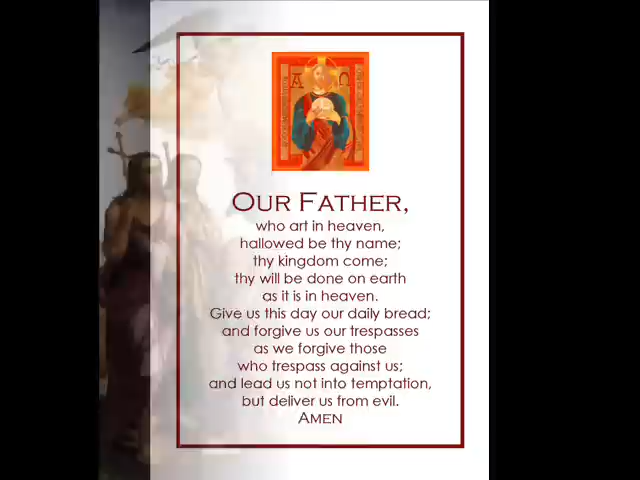 A Ω
OUR FATHER,
who art in heaven,
hallowed be thy name;
thy kingdom come;
thy will be done on earth
as it is in heaven.
Give us this day our daily bread;
and forgive us our trespasses
as we forgive those
who trespass against us;
and lead us not into temptation,
but deliver us from evil.
AMEN